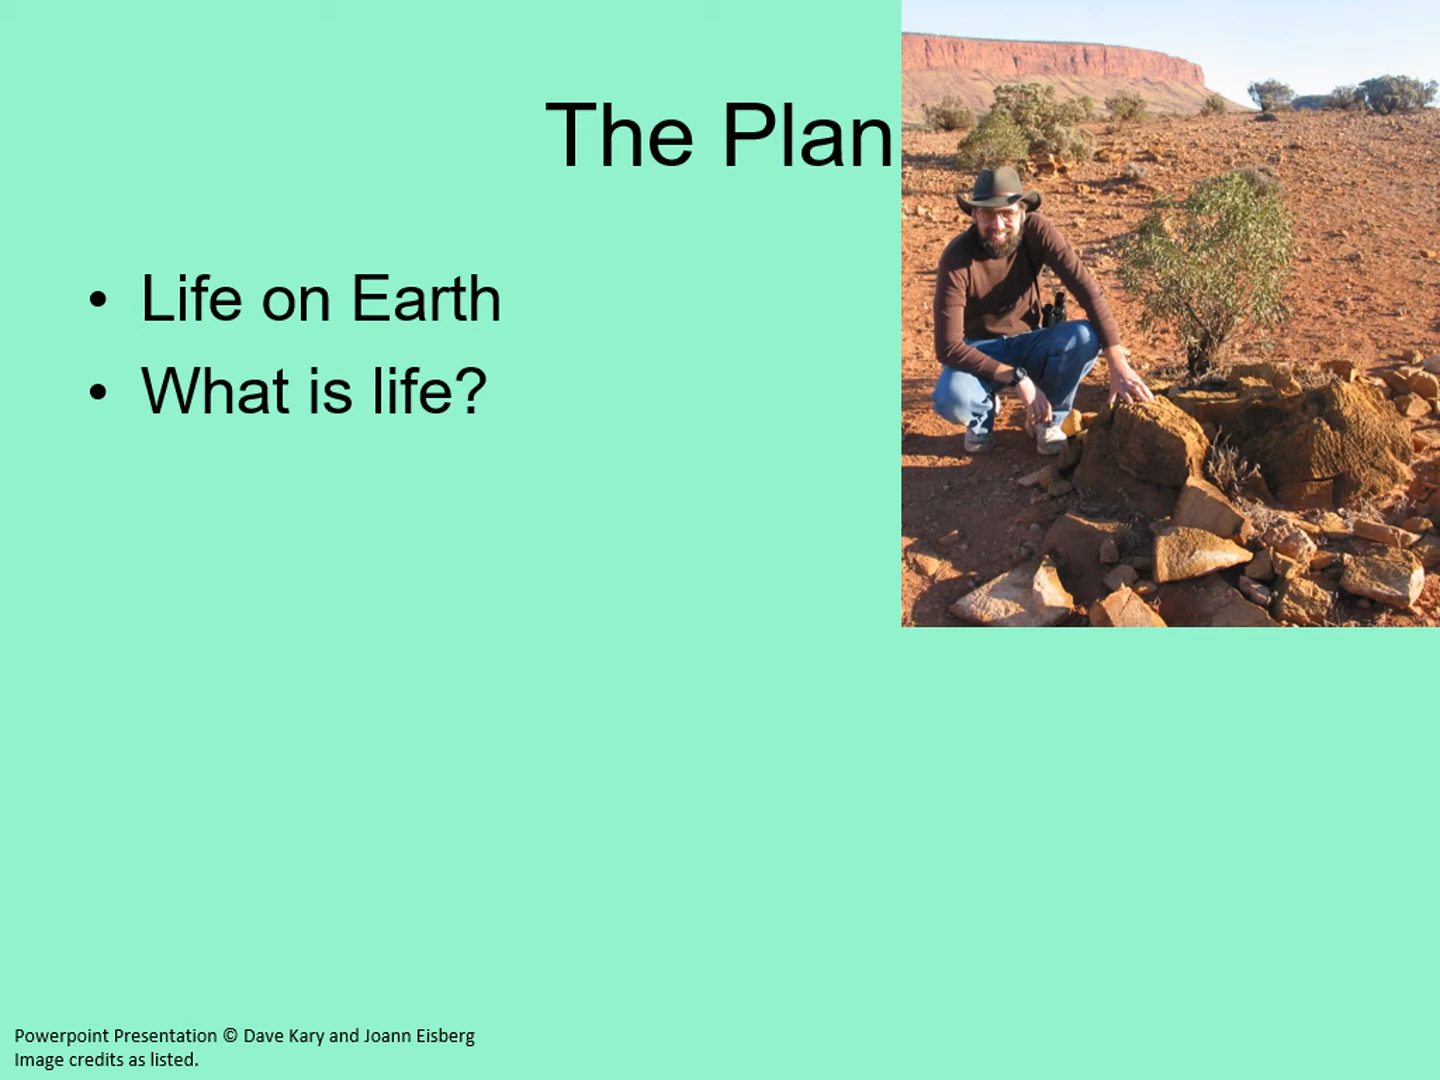 The Plan
• Life on Earth
• What is life?
Powerpoint Presentation © Dave Kary and Joann Eisberg
Image credits as listed.